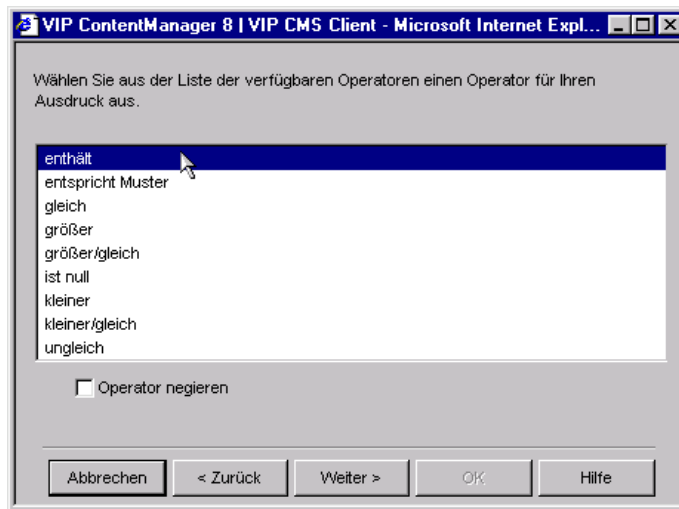 VIP ContentManager 8 | VIP CMS Client - Microsoft Internet Expl...
Wählen Sie aus der Liste der verfügbaren Operatoren einen Operator für Ihren
Ausdruck aus.
enthält
entspricht Muster
gleich
größer
größer/gleich
ist null
kleiner
kleiner/gleich
ungleich
Operator negieren
Abbrechen < Zurück Weiter > OK Hilfe